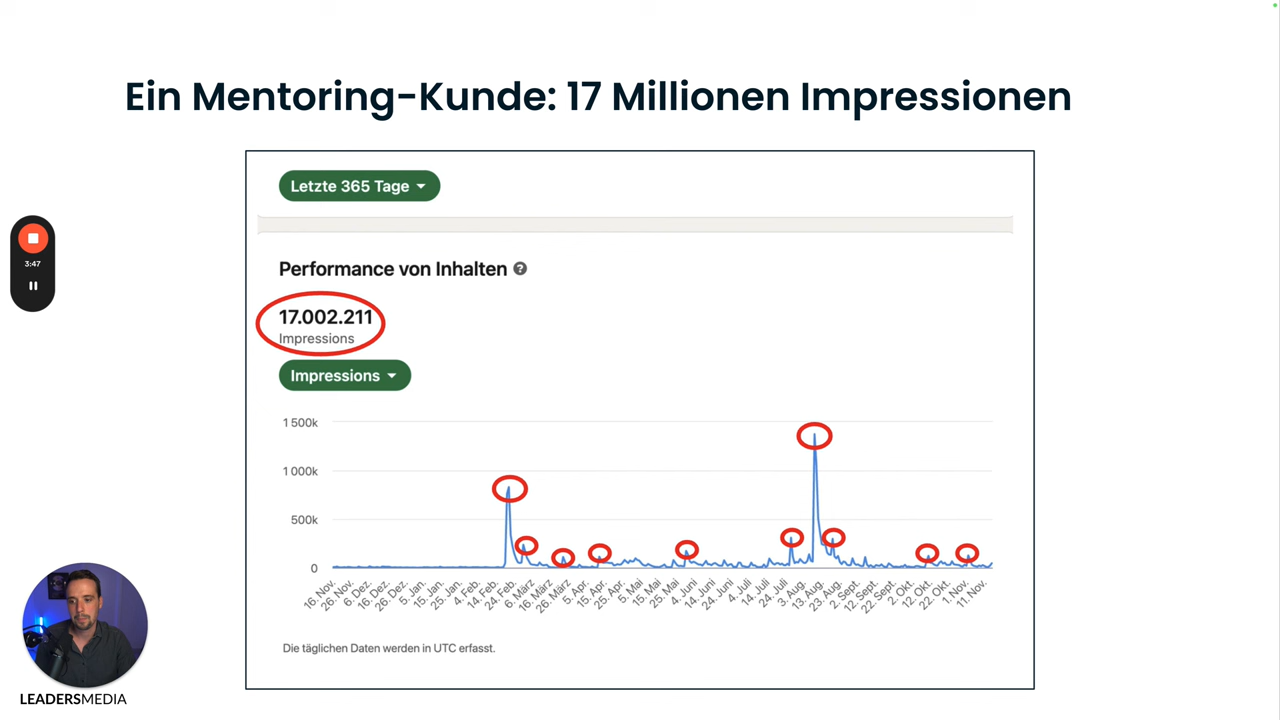 Ein Mentoring-Kunde: 17 Millionen Impressionen
Letzte 365 Tage
Performance von Inhalten ?
17.002.211
Impressions
Impressions
1 500k
1 000k
500k
0
16. Nov.
26. Nov.
6. Dez.
16. Dez.
26. Dez.
5. Jan.
15. Jan.
25. Jan.
4. Feb.
14. Feb.
24. Feb.
6. März
16. März
26. März
5. Apr.
15. Apr.
25. Apr.
5. Mai
15. Mai
25. Mai
4. Juni
14. Juni
24. Juni
4. Juli
14. Juli
24. Juli
3. Aug.
13. Aug.
23. Aug.
2. Sept.
12. Sept.
22. Sept.
2. Okt.
12. Okt.
22. Okt.
1. Nov.
11. Nov.
Die täglichen Daten werden in UTC erfasst.
3:47
LEADERSMEDIA